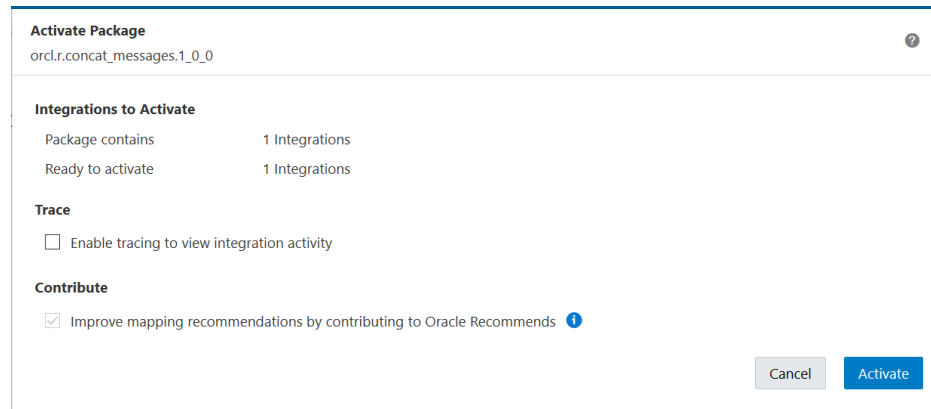 Activate Package
orcl.r.concat_messages.1_0_0
?
Integrations to Activate
Package contains 1 Integrations
Ready to activate 1 Integrations
Trace
Enable tracing to view integration activity
Contribute
Improve mapping recommendations by contributing to Oracle Recommends i
Cancel Activate